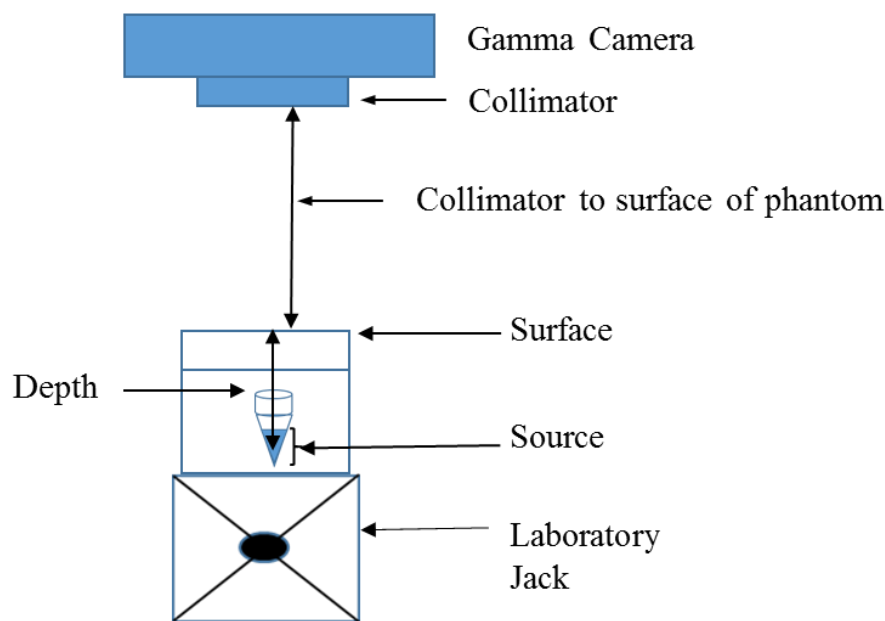 Gamma Camera
Collimator
Collimator to surface of phantom
Surface
Depth
Source
Laboratory
Jack